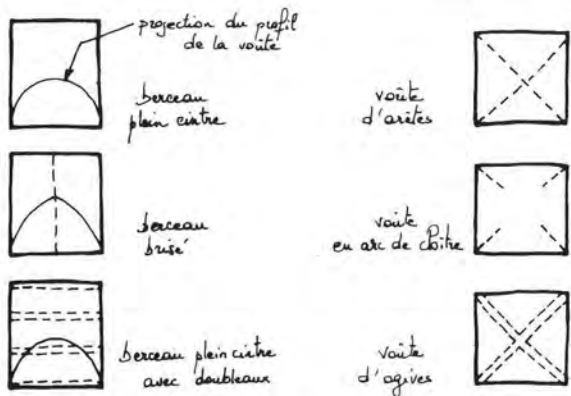 projection du profil
de la voûte
berceau
plein cintre
berceau
brisé
berceau plein cintre
avec doubleaux
voûte
d'arêtes
voûte
en arc de cloître
voûte
d'ogives